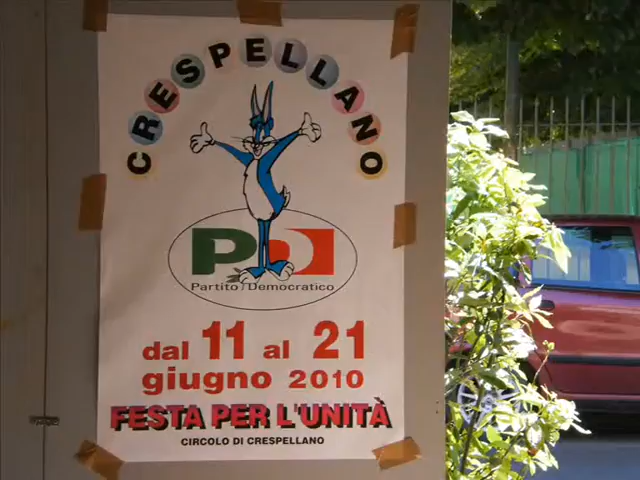 CRESPELLANO
PD
Partito Democratico
dal 11 al 21
giugno 2010
FESTA PER L'UNITÀ
CIRCOLO DI CRESPELLANO